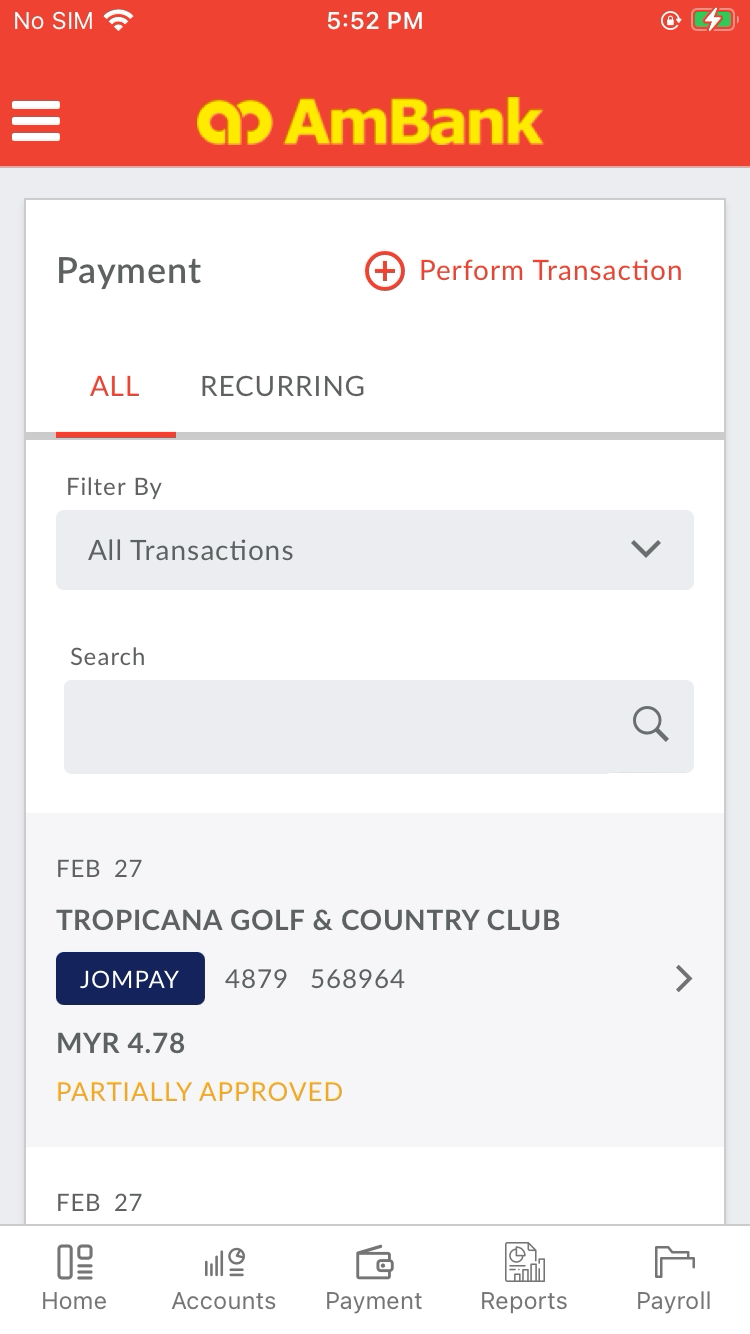 No SIM 5:52 PM
AmBank
Payment Perform Transaction
ALL RECURRING
Filter By
All Transactions
Search
FEB 27
TROPICANA GOLF & COUNTRY CLUB
JOMPAY 4879 568964
MYR 4.78
PARTIALLY APPROVED
FEB 27
Home Accounts Payment Reports Payroll